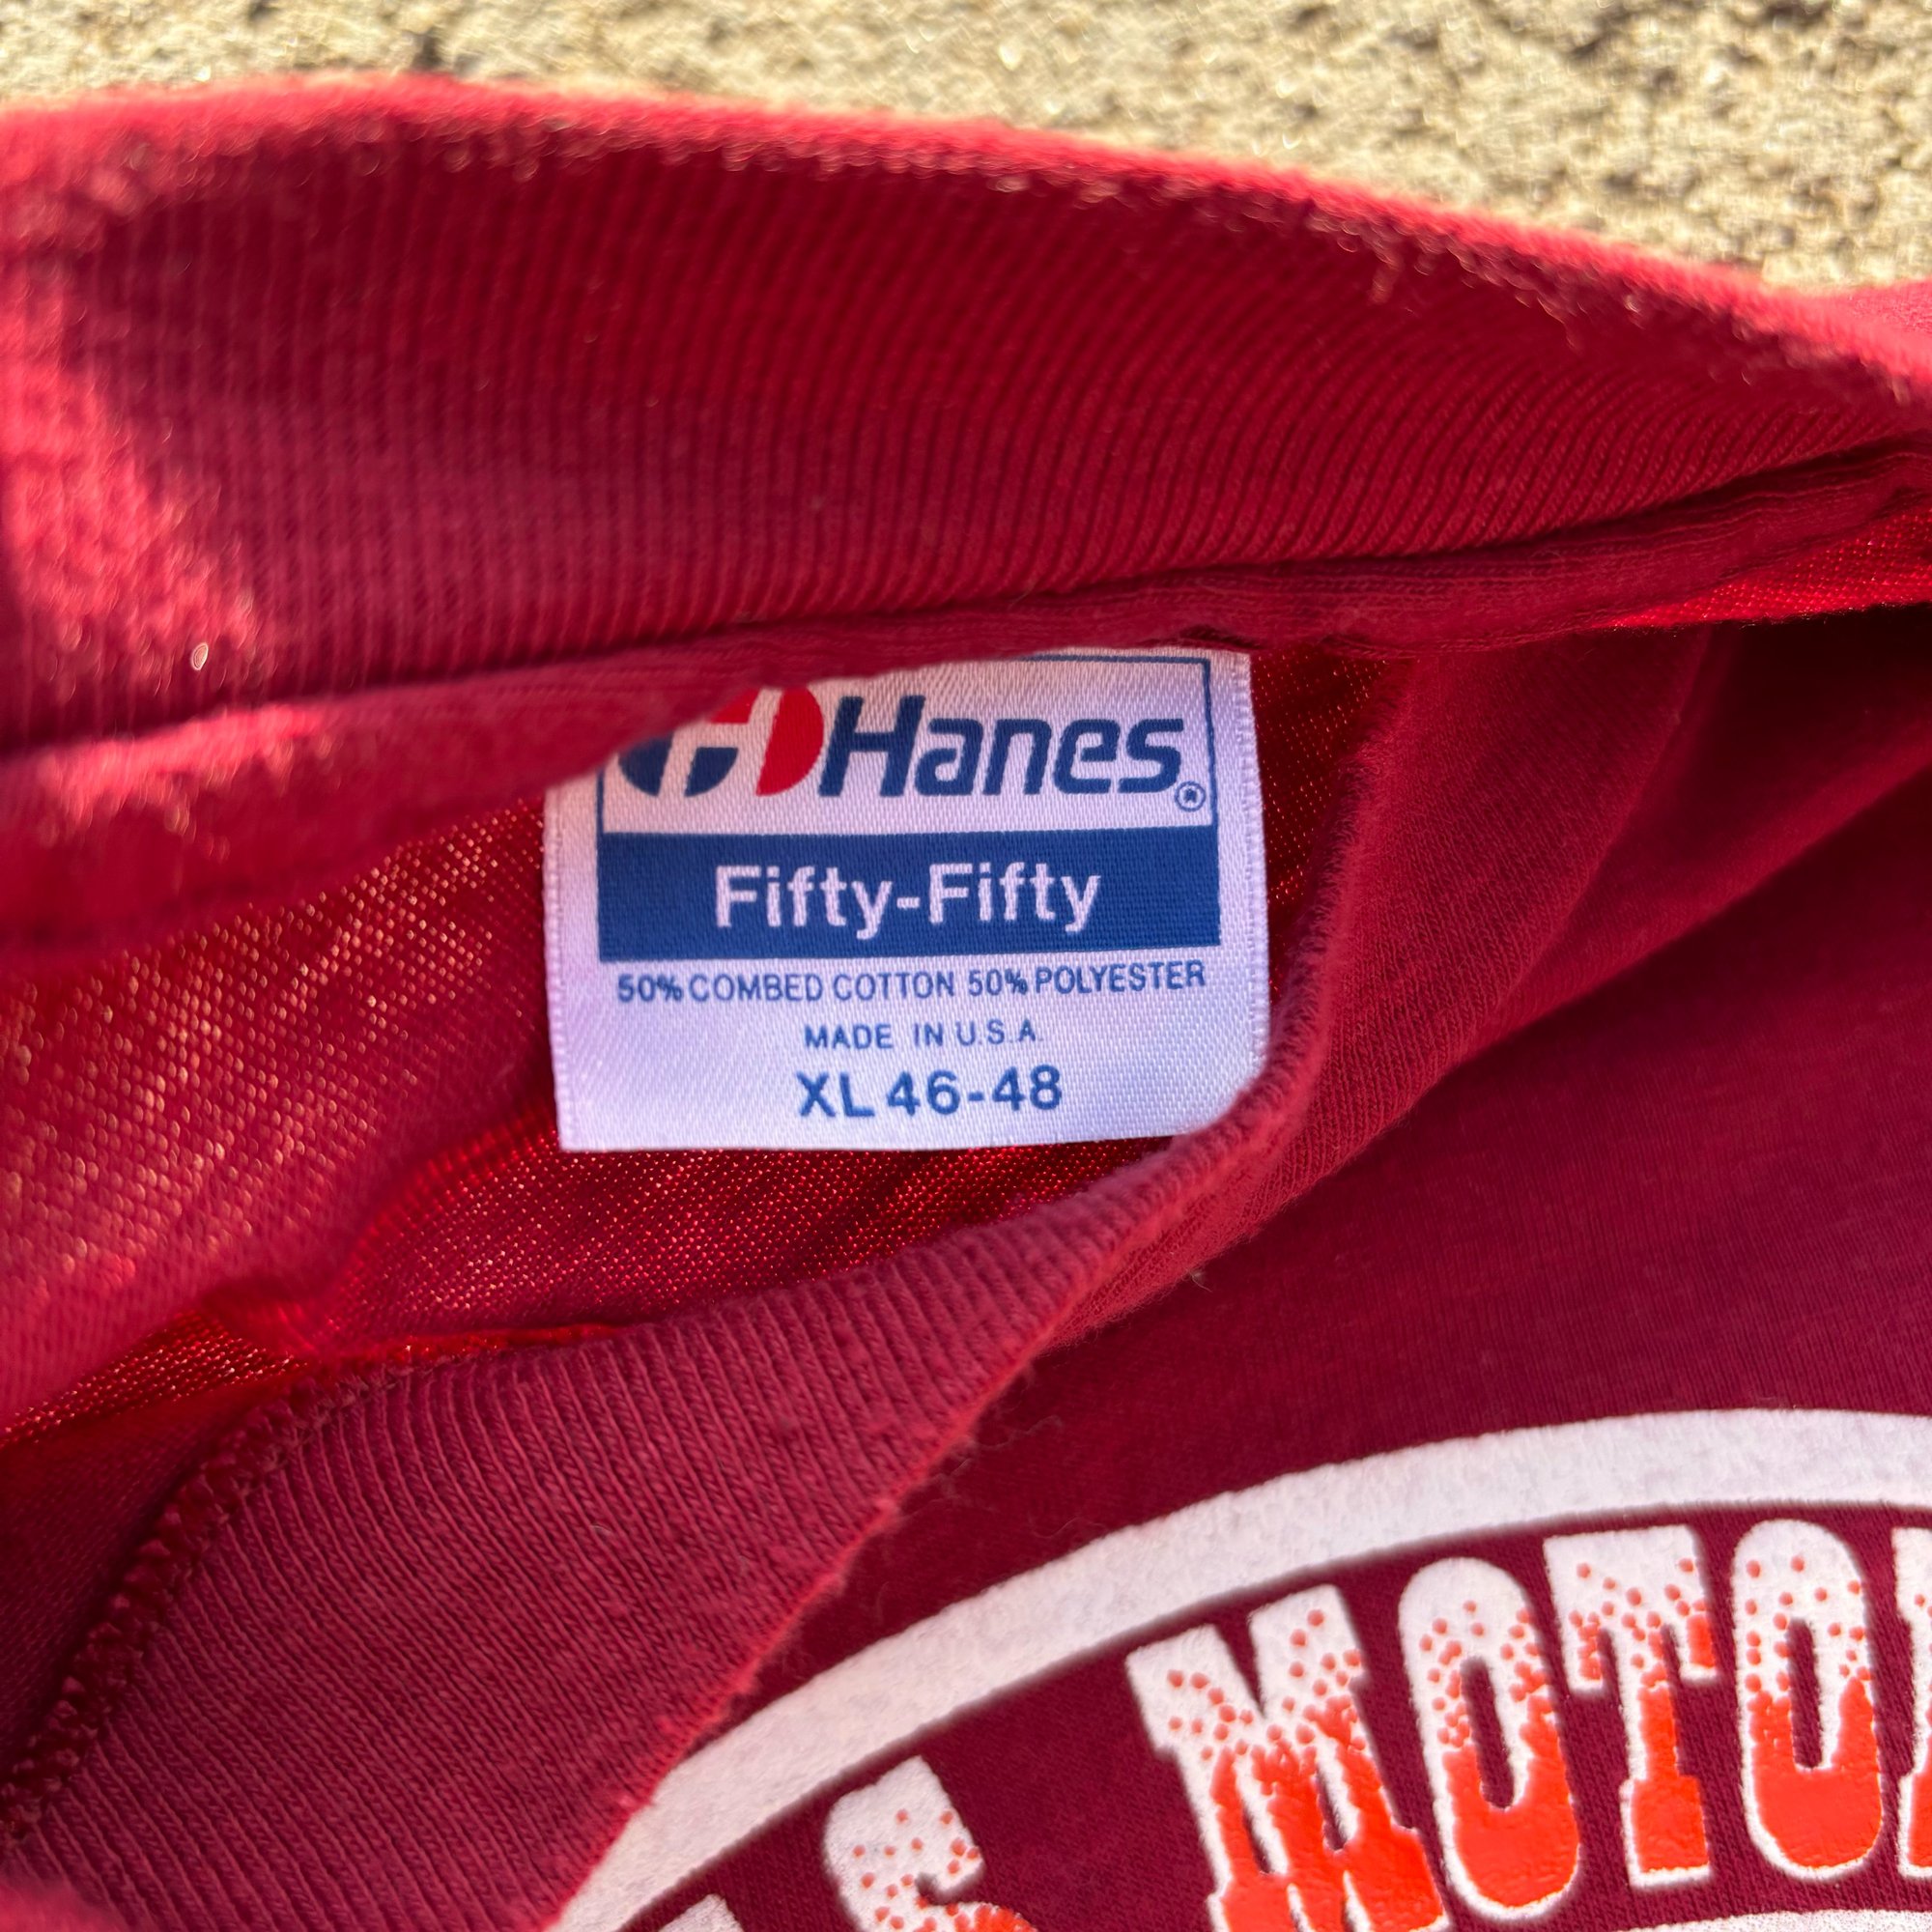 Hanes®
Fifty-Fifty
50% COMBED COTTON 50% POLYESTER
MADE IN U.S.A.
XL 46-48